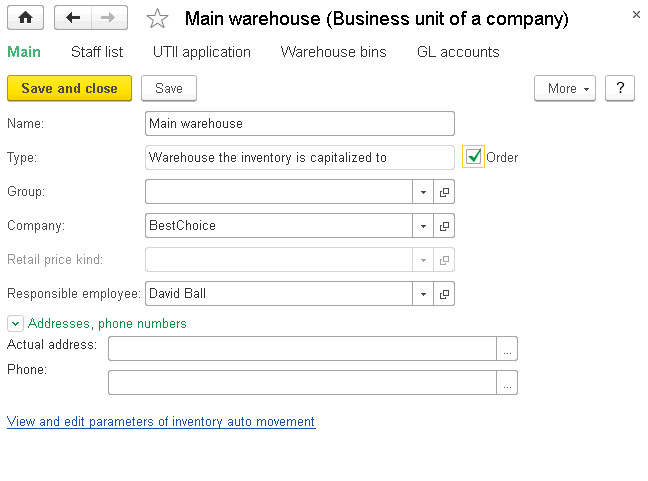 Main warehouse (Business unit of a company)
Main Staff list UTII application Warehouse bins GL accounts
Save and close Save More ?
Name: Main warehouse
Type: Warehouse the inventory is capitalized to Order
Group:
Company: BestChoice
Retail price kind:
Responsible employee: David Ball
Addresses, phone numbers
Actual address: ...
Phone: ...
View and edit parameters of inventory auto movement